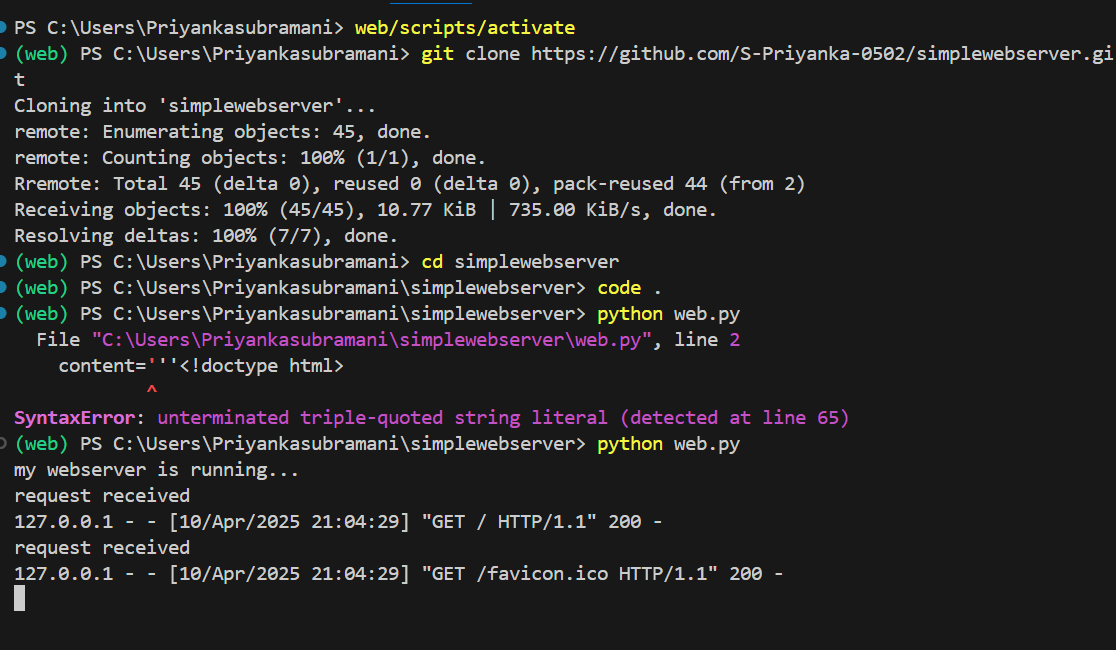 PS C:\Users\Priyankasubramani> web/scripts/activate
(web) PS C:\Users\Priyankasubramani> git clone https://github.com/S-Priyanka-0502/simplewebserver.gi
t
Cloning into 'simplewebserver'...
remote: Enumerating objects: 45, done.
remote: Counting objects: 100% (1/1), done.
Rremote: Total 45 (delta 0), reused 0 (delta 0), pack-reused 44 (from 2)
Receiving objects: 100% (45/45), 10.77 KiB | 735.00 KiB/s, done.
Resolving deltas: 100% (7/7), done.
(web) PS C:\Users\Priyankasubramani> cd simplewebserver
(web) PS C:\Users\Priyankasubramani\simplewebserver> code .
(web) PS C:\Users\Priyankasubramani\simplewebserver> python web.py
  File "C:\Users\Priyankasubramani\simplewebserver\web.py", line 2
    content='''<!doctype html>
            ^
SyntaxError: unterminated triple-quoted string literal (detected at line 65)
(web) PS C:\Users\Priyankasubramani\simplewebserver> python web.py
my webserver is running...
request received
127.0.0.1 - - [10/Apr/2025 21:04:29] "GET / HTTP/1.1" 200 -
request received
127.0.0.1 - - [10/Apr/2025 21:04:29] "GET /favicon.ico HTTP/1.1" 200 -